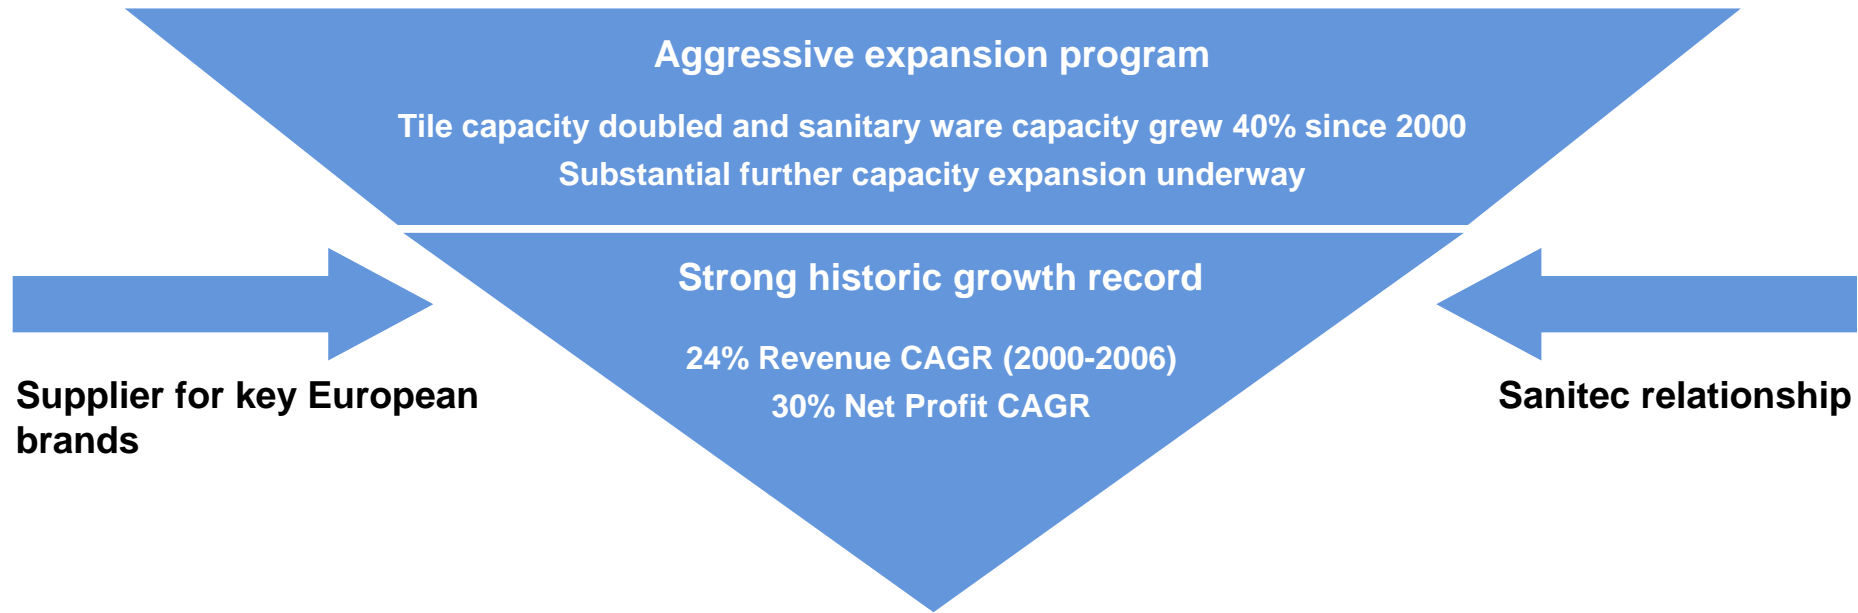 Aggressive expansion program
Tile capacity doubled and sanitary ware capacity grew 40% since 2000
Substantial further capacity expansion underway
Strong historic growth record
24% Revenue CAGR (2000-2006)
30% Net Profit CAGR
Supplier for key European
brands
Sanitec relationship